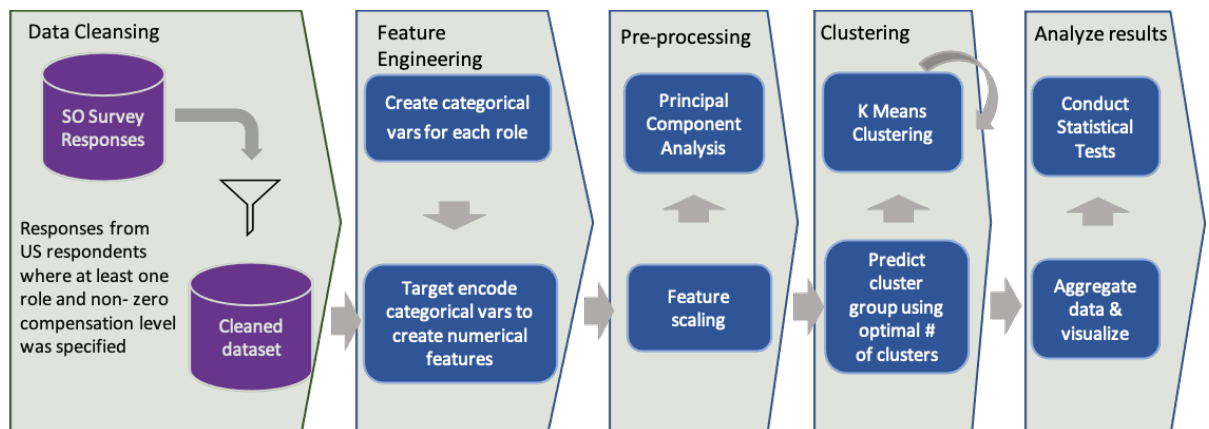 Data Cleansing
SO Survey
Responses
Responses from
US respondents
where at least one
role and non- zero
compensation level
was specified
Cleaned
dataset
Feature
Engineering
Create categorical
vars for each role
Target encode
categorical vars to
create numerical
features
Pre-processing
Principal
Component
Analysis
Feature
scaling
Clustering
K Means
Clustering
Predict
cluster
group using
optimal #
of clusters
Analyze results
Conduct
Statistical
Tests
Aggregate
data &
visualize